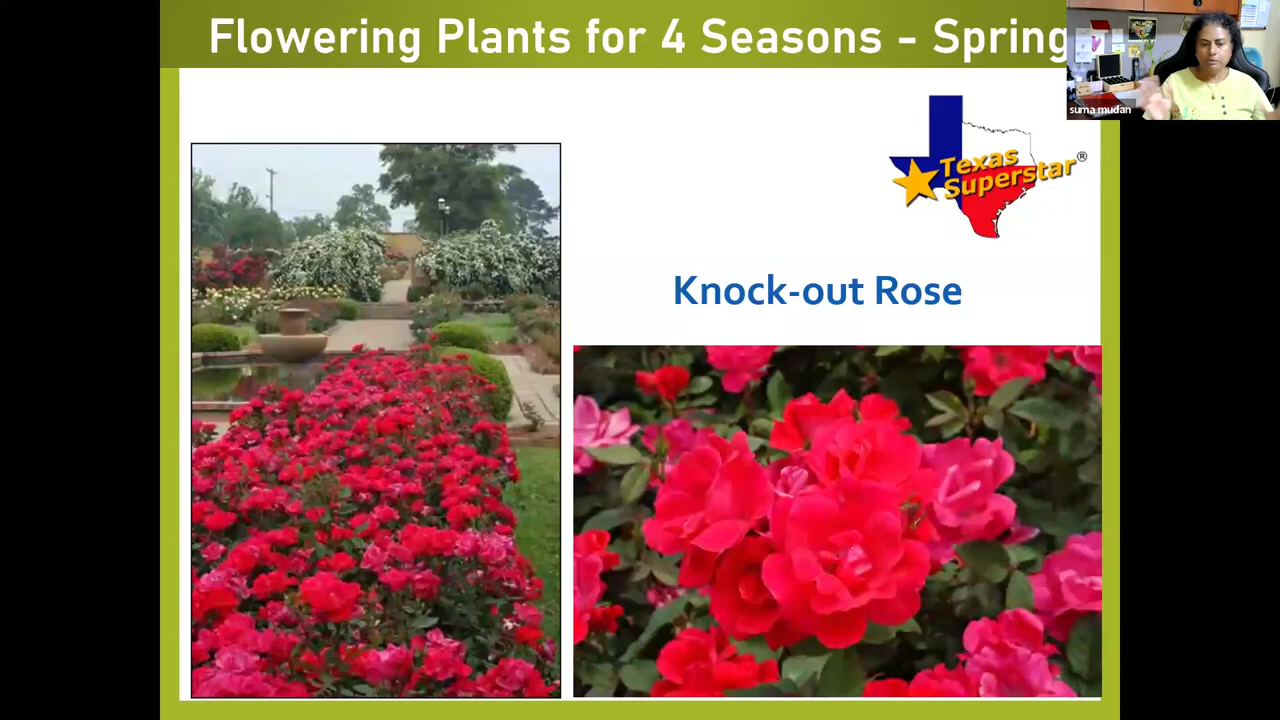 Flowering Plants for 4 Seasons - Spring
suma mudan
Texas
Superstar®
Knock-out Rose